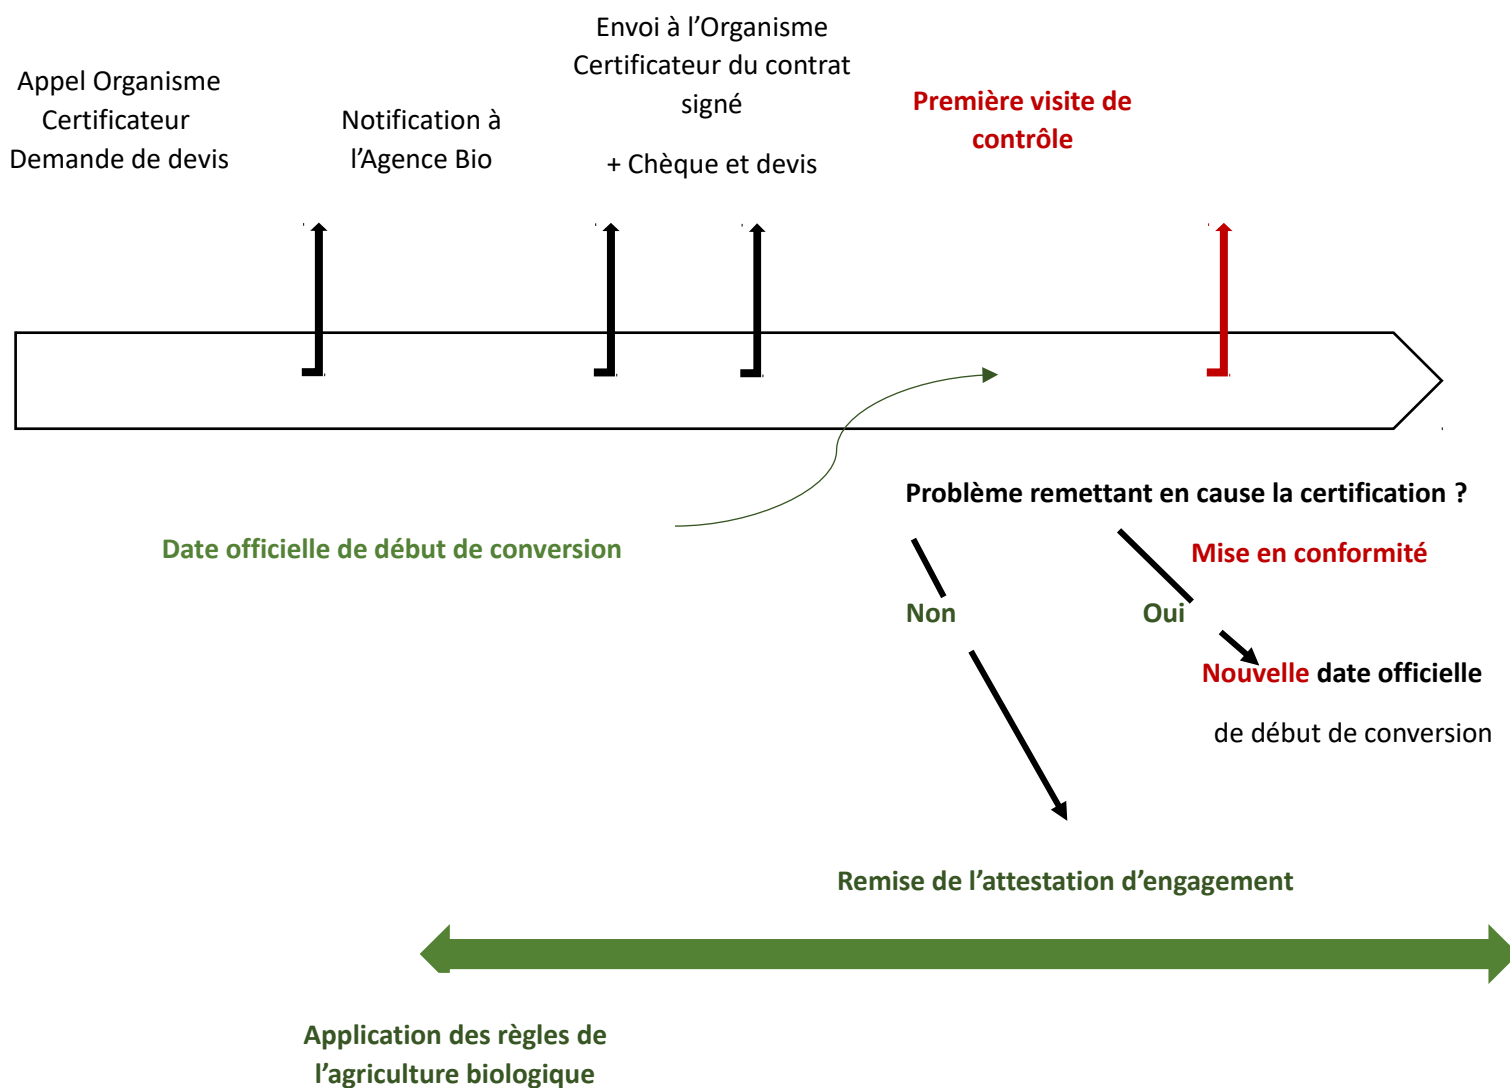 Appel Organisme
Certificateur
Demande de devis
Notification à
l’Agence Bio
Envoi à l’Organisme
Certificateur du contrat
signé
+ Chèque et devis
Première visite de
contrôle
Date officielle de début de conversion
Problème remettant en cause la certification ?
Mise en conformité
Non
Oui
Nouvelle date officielle
de début de conversion
Remise de l’attestation d’engagement
Application des règles de
l’agriculture biologique